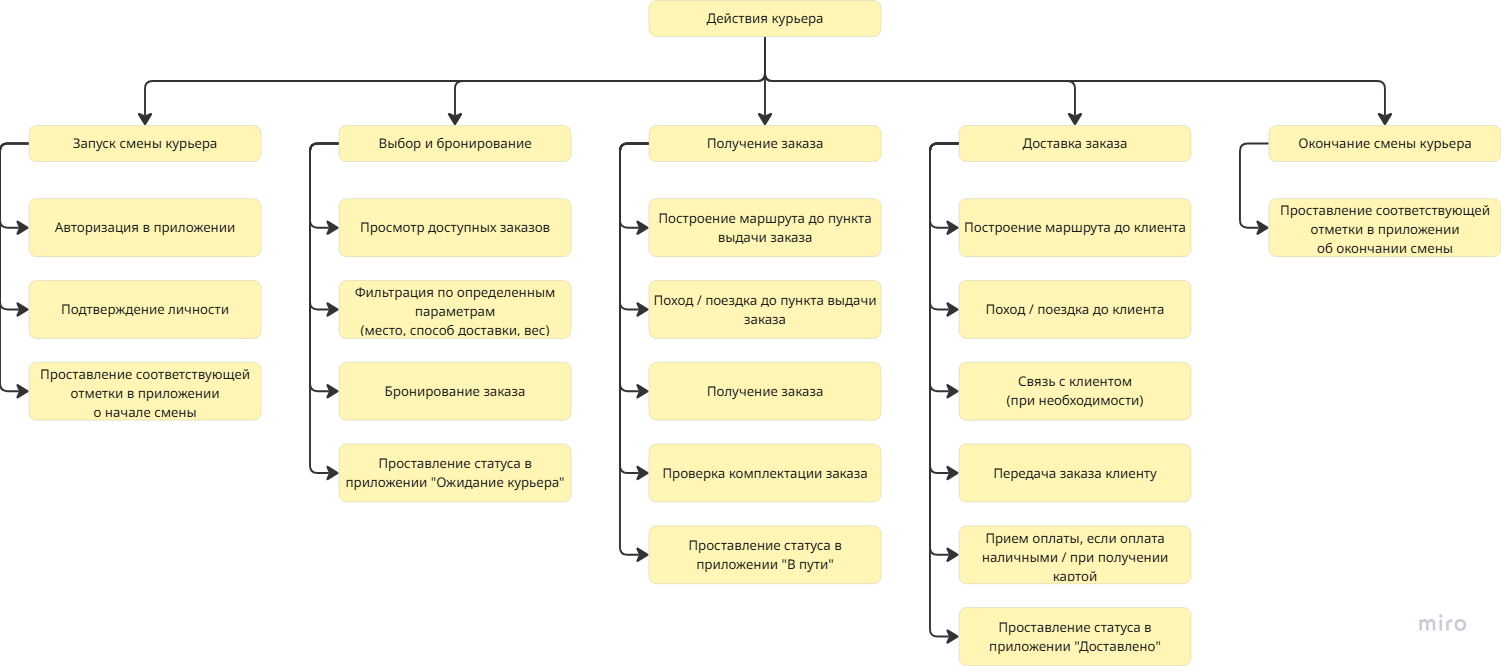 Действия курьера
Запуск смены курьера
Авторизация в приложении
Подтверждение личности
Проставление соответствующей
отметки в приложении
о начале смены
Выбор и бронирование
Просмотр доступных заказов
Фильтрация по определенным
параметрам
(место, способ доставки, вес)
Бронирование заказа
Проставление статуса в
приложении "Ожидание курьера"
Получение заказа
Построение маршрута до пункта
выдачи заказа
Поход / поездка до пункта выдачи
заказа
Получение заказа
Проверка комплектации заказа
Проставление статуса в
приложении "В пути"
Доставка заказа
Построение маршрута до клиента
Поход / поездка до клиента
Связь с клиентом
(при необходимости)
Передача заказа клиенту
Прием оплаты, если оплата
наличными / при получении
картой
Проставление статуса в
приложении "Доставлено"
Окончание смены курьера
Проставление соответствующей
отметки в приложении
об окончании смены
miro